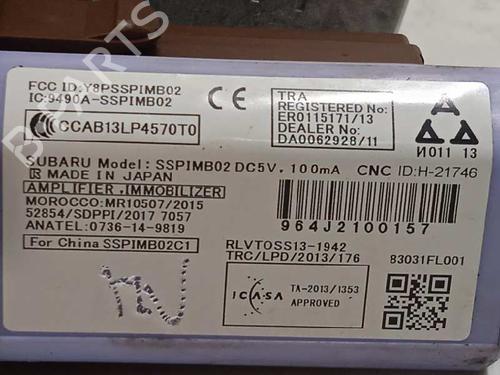 FCC ID:Y8PSSPIMB02
IC:9490A-SSPIMB02
CE
TRA
REGISTERED No:
ER0115171/13
DEALER No:
DA0062928/11
CCAB13LP4570T0
И011 13
SUBARU Model: SSPIMB02 DC5V, 100mA
CNC ID:H-21746
R MADE IN JAPAN
AMPLIFIER,IMMOBILIZER
MOROCCO:MR10507/2015
52854/SDPPI/2017 7057
ANATEL:0736-14-9819
964J2100157
For China SSPIMB02C1
RLVTOSS13-1942
TRC/LPD/2013/176
83031FL001
ICASA
TA-2013/1353
APPROVED
B PARTS